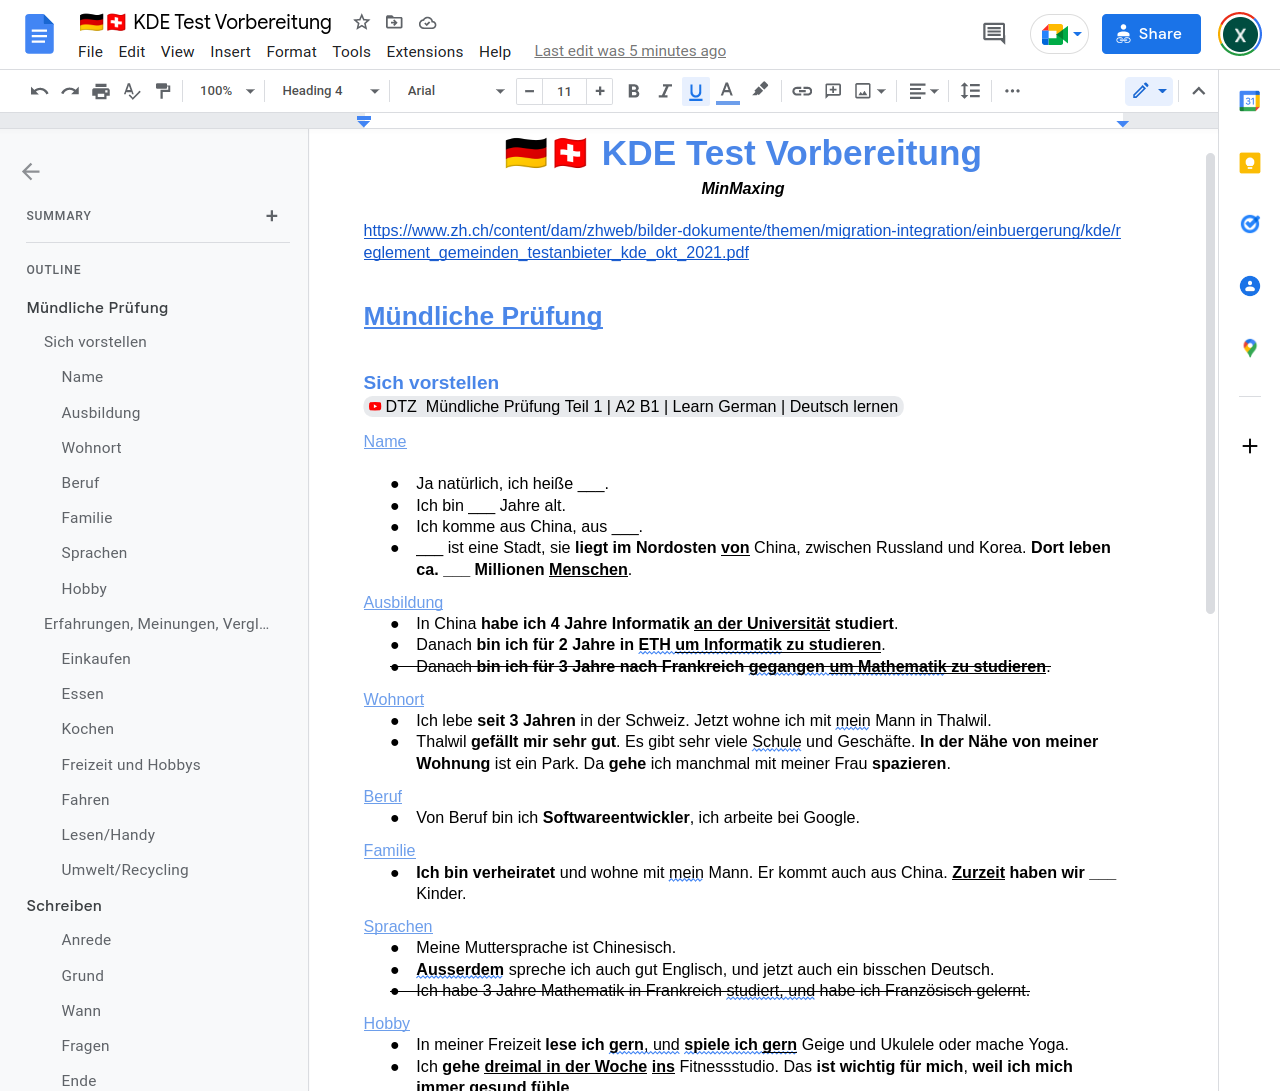 KDE Test Vorbereitung
File Edit View Insert Format Tools Extensions Help Last edit was 5 minutes ago
Share
X
100% Heading 4 Arial 11
31
SUMMARY
OUTLINE
Mündliche Prüfung
Sich vorstellen
Name
Ausbildung
Wohnort
Beruf
Familie
Sprachen
Hobby
Erfahrungen, Meinungen, Vergl…
Einkaufen
Essen
Kochen
Freizeit und Hobbys
Fahren
Lesen/Handy
Umwelt/Recycling
Schreiben
Anrede
Grund
Wann
Fragen
Ende
KDE Test Vorbereitung
MinMaxing
https://www.zh.ch/content/dam/zhweb/bilder-dokumente/themen/migration-integration/einbuergerung/kde/r
eglement_gemeinden_testanbieter_kde_okt_2021.pdf
Mündliche Prüfung
Sich vorstellen
DTZ Mündliche Prüfung Teil 1 | A2 B1 | Learn German | Deutsch lernen
Name
● Ja natürlich, ich heiße ___.
● Ich bin ___ Jahre alt.
● Ich komme aus China, aus ___.
● ___ ist eine Stadt, sie liegt im Nordosten von China, zwischen Russland und Korea. Dort leben
ca. ___ Millionen Menschen.
Ausbildung
● In China habe ich 4 Jahre Informatik an der Universität studiert.
● Danach bin ich für 2 Jahre in ETH um Informatik zu studieren.
● Danach bin ich für 3 Jahre nach Frankreich gegangen um Mathematik zu studieren.
Wohnort
● Ich lebe seit 3 Jahren in der Schweiz. Jetzt wohne ich mit mein Mann in Thalwil.
● Thalwil gefällt mir sehr gut. Es gibt sehr viele Schule und Geschäfte. In der Nähe von meiner
Wohnung ist ein Park. Da gehe ich manchmal mit meiner Frau spazieren.
Beruf
● Von Beruf bin ich Softwareentwickler, ich arbeite bei Google.
Familie
● Ich bin verheiratet und wohne mit mein Mann. Er kommt auch aus China. Zurzeit haben wir ___
Kinder.
Sprachen
● Meine Muttersprache ist Chinesisch.
● Ausserdem spreche ich auch gut Englisch, und jetzt auch ein bisschen Deutsch.
● Ich habe 3 Jahre Mathematik in Frankreich studiert, und habe ich Französisch gelernt.
Hobby
● In meiner Freizeit lese ich gern, und spiele ich gern Geige und Ukulele oder mache Yoga.
● Ich gehe dreimal in der Woche ins Fitnessstudio. Das ist wichtig für mich, weil ich mich
immer gesund fühle